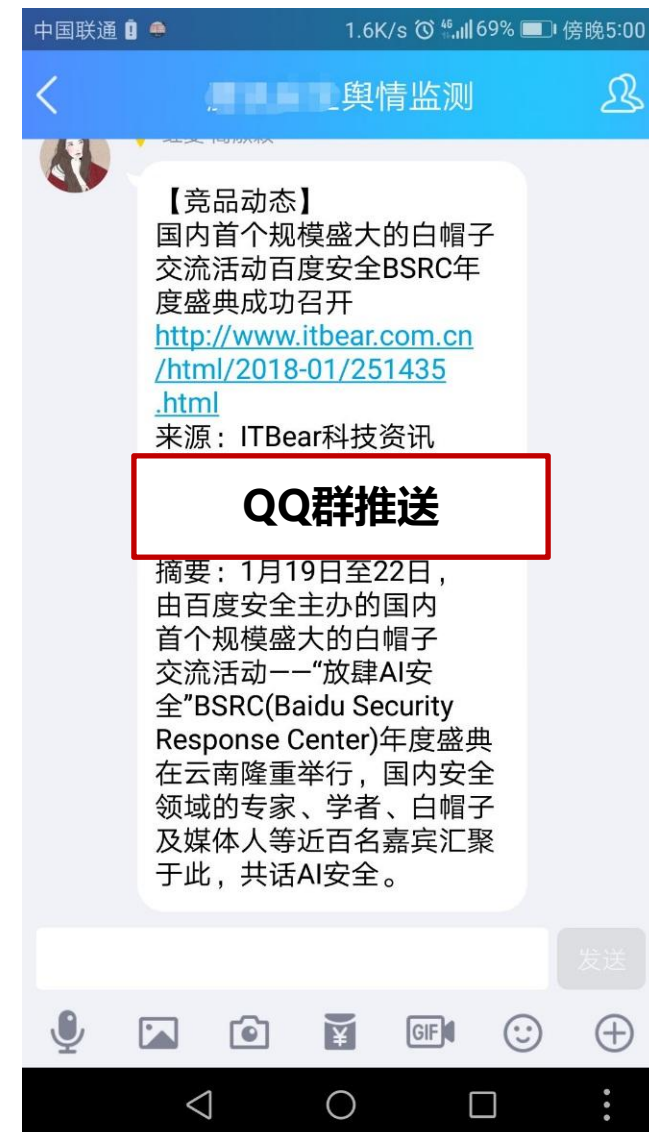 中国联通
1.6K/s 46 69% 傍晚5:00
舆情监测
【竞品动态】
国内首个规模盛大的白帽子
交流活动百度安全BSRC年
度盛典成功召开
http://www.itbear.com.cn
/html/2018-01/251435
.html
来源：ITBear科技资讯
QQ群推送
摘要：1月19日至22日，
由百度安全主办的国内
首个规模盛大的白帽子
交流活动——“放肆AI安
全”BSRC(Baidu Security
Response Center)年度盛典
在云南隆重举行，国内安全
领域的专家、学者、白帽子
及媒体人等近百名嘉宾汇聚
于此，共话AI安全。
发送
GIF